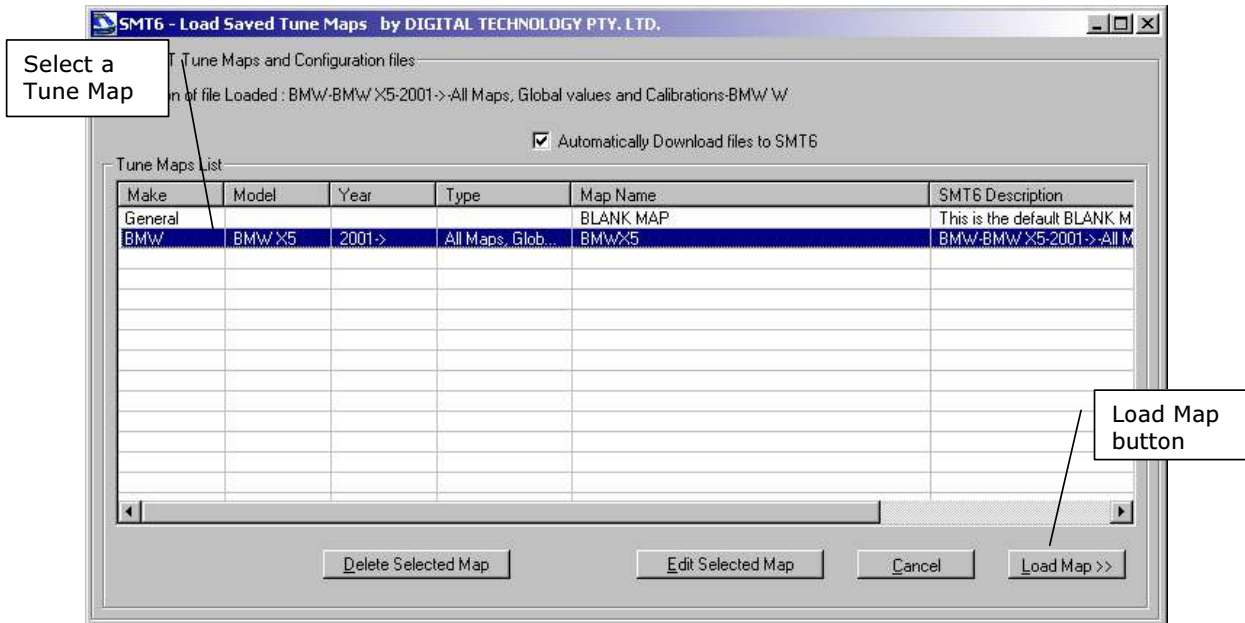 SMT6 - Load Saved Tune Maps by DIGITAL TECHNOLOGY PTY. LTD.
Select a
Tune Map
T Tune Maps and Configuration files
on of file Loaded : BMW-BMW X5-2001->-All Maps, Global values and Calibrations-BMW W
Automatically Download files to SMT6
Tune Maps List
Make Model Year Type Map Name SMT6 Description
General BLANK MAP This is the default BLANK M
BMW BMW X5 2001-> All Maps, Glob... BMWX5 BMW-BMW X5-2001->-All M
Load Map
button
Delete Selected Map Edit Selected Map Cancel Load Map >>